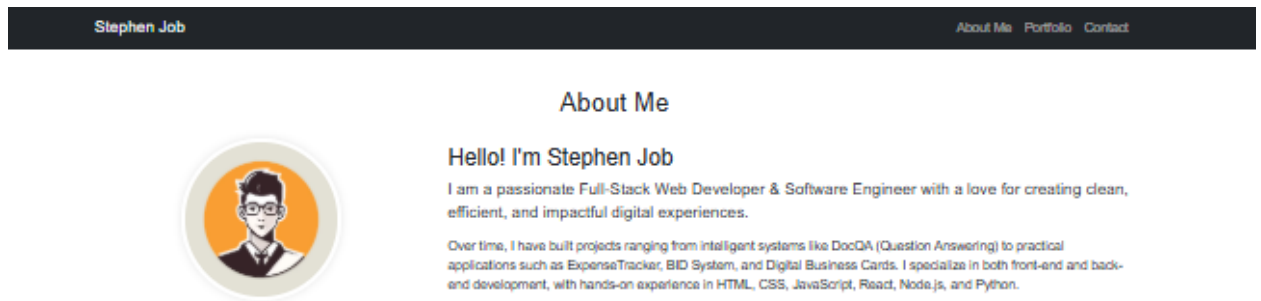 Stephen Job
About Me Portfolio Contact
About Me
Hello! I'm Stephen Job
I am a passionate Full-Stack Web Developer & Software Engineer with a love for creating clean,
efficient, and impactful digital experiences.
Over time, I have built projects ranging from intelligent systems like DocQA (Question Answering) to practical
applications such as ExpenseTracker, BID System, and Digital Business Cards. I specialize in both front-end and back-
end development, with hands-on experience in HTML, CSS, JavaScript, React, Node.js, and Python.